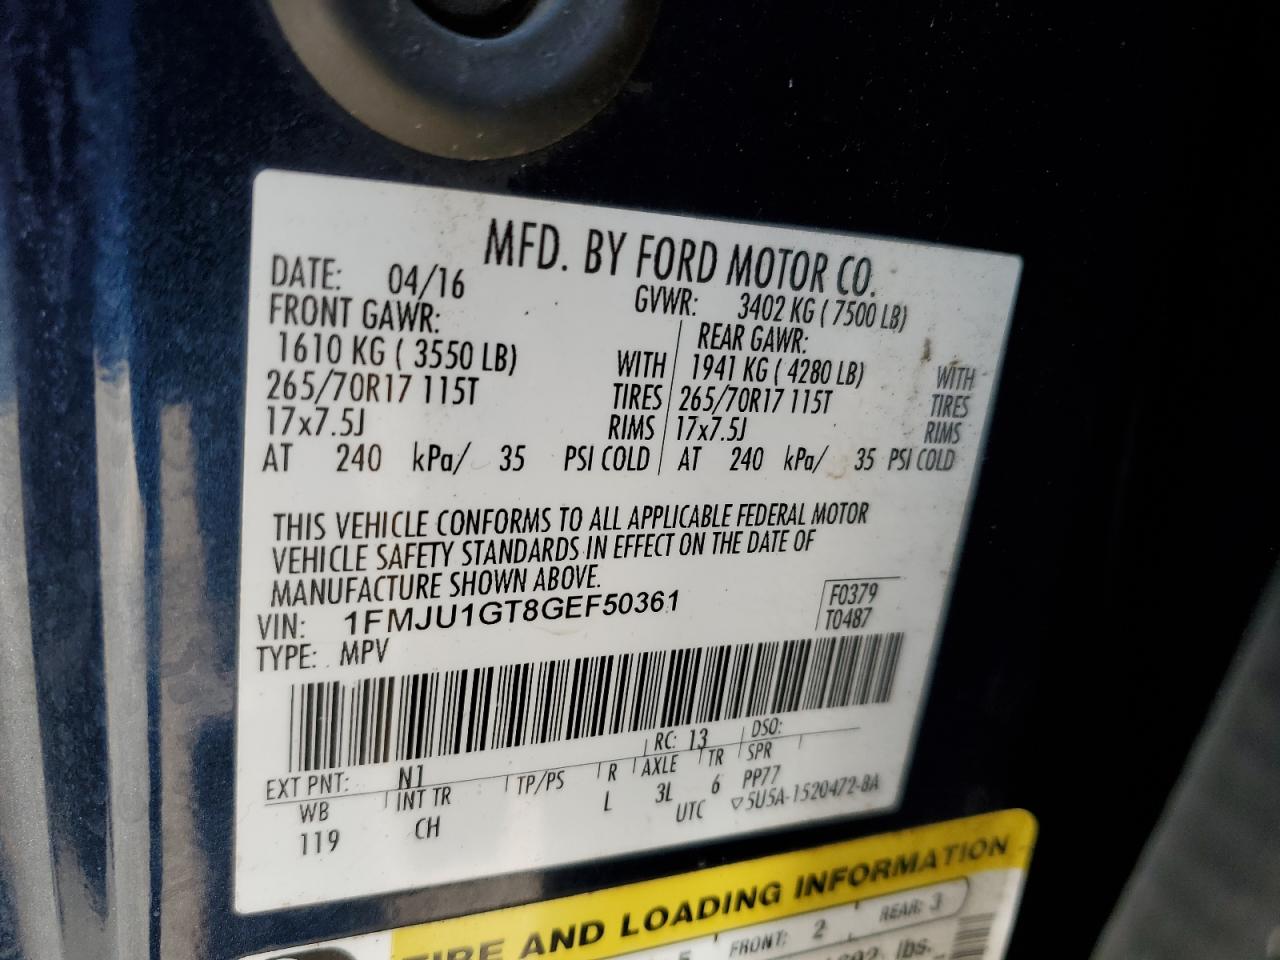 MFD. BY FORD MOTOR CO.
DATE: 04/16 GVWR: 3402 KG ( 7500 LB)
FRONT GAWR: REAR GAWR:
1610 KG ( 3550 LB) WITH 1941 KG ( 4280 LB) WITH
265/70R17 115T TIRES 265/70R17 115T TIRES
17x7.5J RIMS 17x7.5J RIMS
AT 240 kPa/ 35 PSI COLD AT 240 kPa/ 35 PSI COLD
THIS VEHICLE CONFORMS TO ALL APPLICABLE FEDERAL MOTOR
VEHICLE SAFETY STANDARDS IN EFFECT ON THE DATE OF
MANUFACTURE SHOWN ABOVE.
VIN: 1FMJU1GT8GEF50361 F0379
TYPE: MPV T0487
EXT PNT: N1 RC: 13 DSO:
WB INT TR TP/PS R AXLE TR SPR
119 CH L 3L 6 PP77
UTC ▽5U5A-1520472-BA
TIRE AND LOADING INFORMATION
FRONT: 2 REAR: 3
lbs.